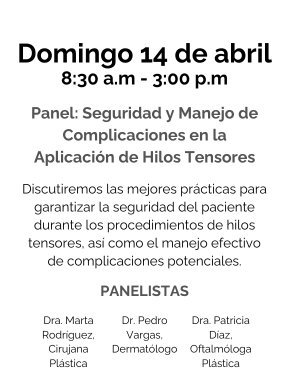 Domingo 14 de abril
8:30 a.m - 3:00 p.m
Panel: Seguridad y Manejo de
Complicaciones en la
Aplicación de Hilos Tensores
Discutiremos las mejores prácticas para
garantizar la seguridad del paciente
durante los procedimientos de hilos
tensores, así como el manejo efectivo
de complicaciones potenciales.
PANELISTAS
Dra. Marta
Rodríguez,
Cirujana
Plástica
Dr. Pedro
Vargas,
Dermatólogo
Dra. Patricia
Díaz,
Oftalmóloga
Plástica